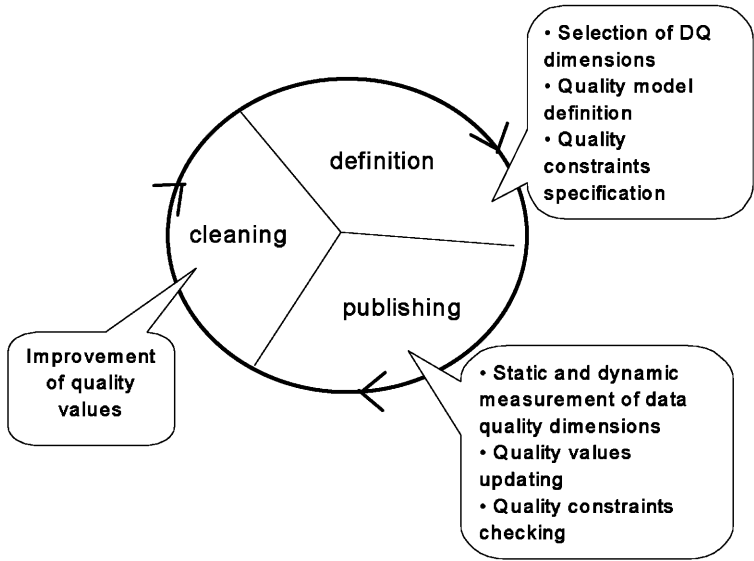 • Selection of DQ
dimensions
• Quality model
definition
• Quality
constraints
specification
definition
cleaning
publishing
Improvement
of quality
values
• Static and dynamic
measurement of data
quality dimensions
• Quality values
updating
• Quality constraints
checking